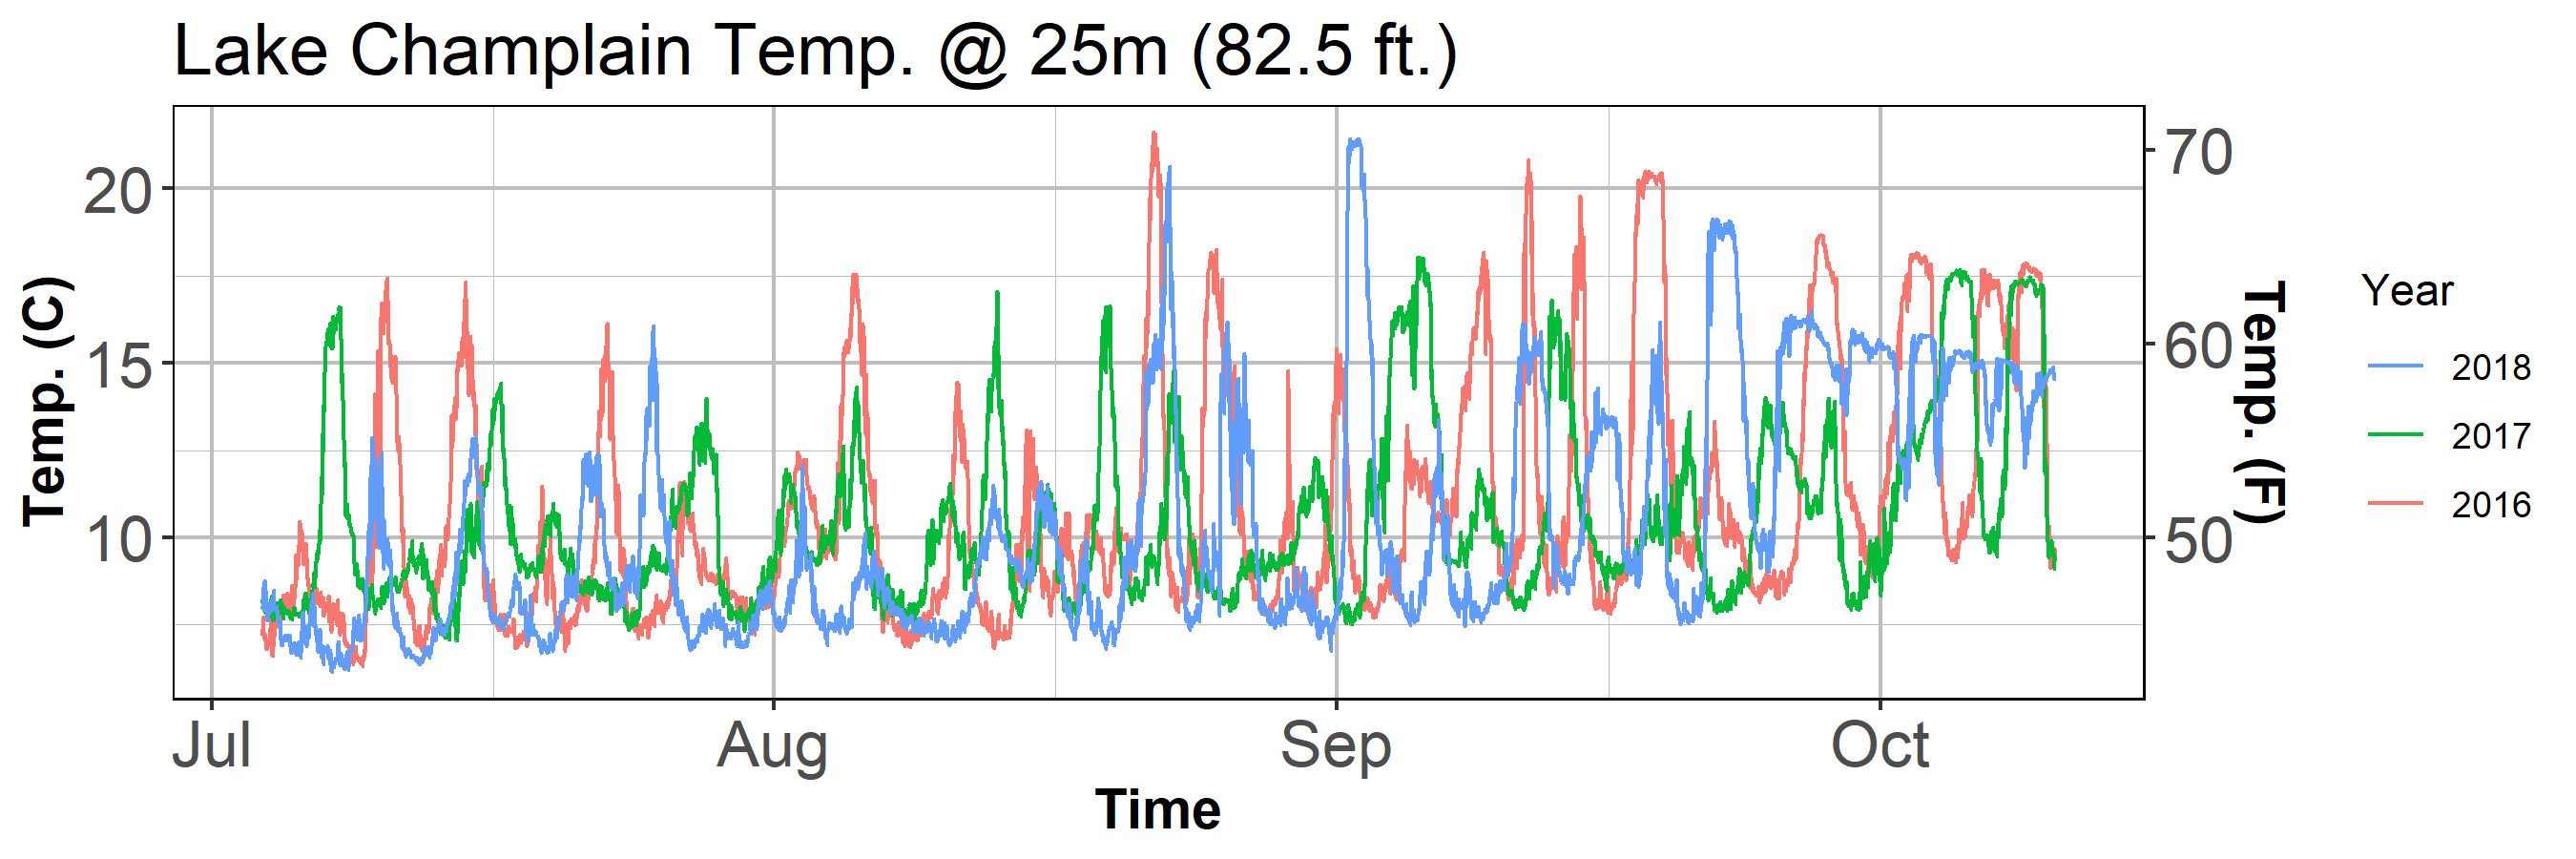 Lake Champlain Temp. @ 25m (82.5 ft.)
Temp. (C)
20
15
10
70
60
50
Temp. (F)
Jul
Aug
Sep
Oct
Time
Year
2018
2017
2016